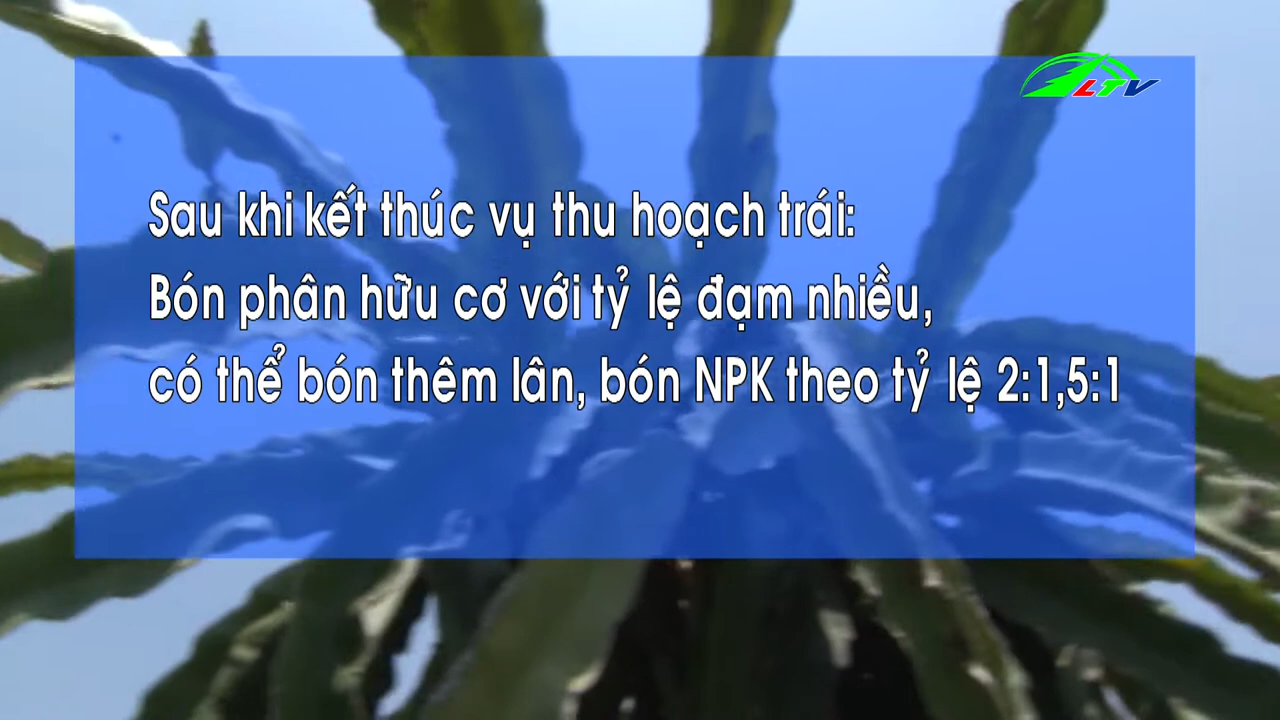 LTV
Sau khi kết thúc vụ thu hoạch trái:
Bón phân hữu cơ với tỷ lệ đạm nhiều,
có thể bón thêm lân, bón NPK theo tỷ lệ 2:1,5:1